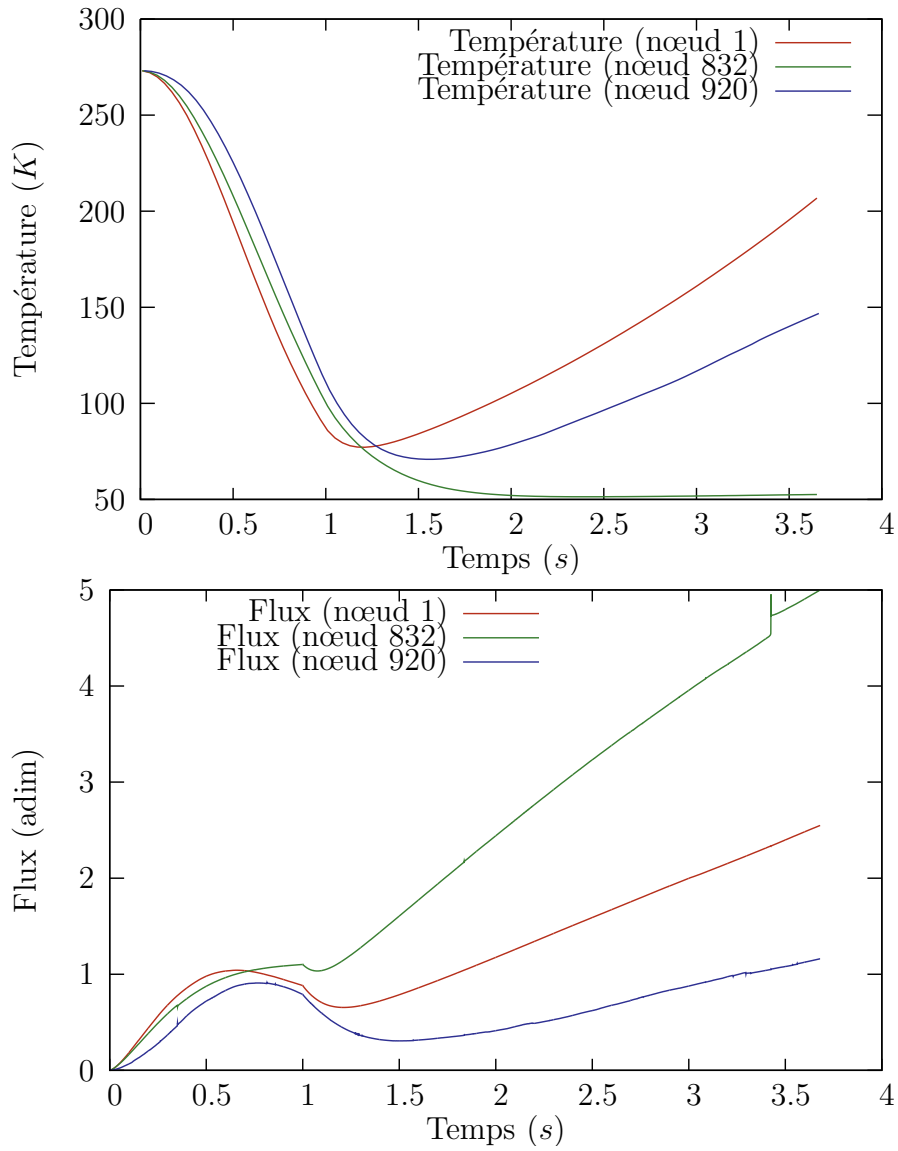 300
250
200
150
100
50
Température (K)
Température (nœud 1)
Température (nœud 832)
Température (nœud 920)
0 0.5 1 1.5 2 2.5 3 3.5 4
Temps (s)
5
4
3
2
1
0
Flux (adim)
Flux (nœud 1)
Flux (nœud 832)
Flux (nœud 920)
0 0.5 1 1.5 2 2.5 3 3.5 4
Temps (s)